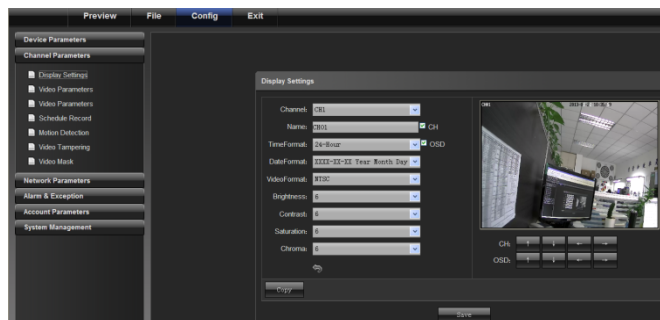 Preview File Config Exit
Device Parameters
Channel Parameters
Display Settings
Video Parameters
Video Parameters
Schedule Record
Motion Detection
Video Tampering
Video Mask
Network Parameters
Alarm & Exception
Account Parameters
System Management
Display Settings
Channel: CH1
Name: CH01 CH
TimeFormat: 24-Hour OSD
DateFormat: XXXX-XX-XX Year Month Day
VideoFormat: NTSC
Brightness: 6
Contrast: 6
Saturation: 6
Chroma: 6
Copy
CH01
CH: ↑ ↓ ← →
OSD: ↑ ↓ ← →
Save